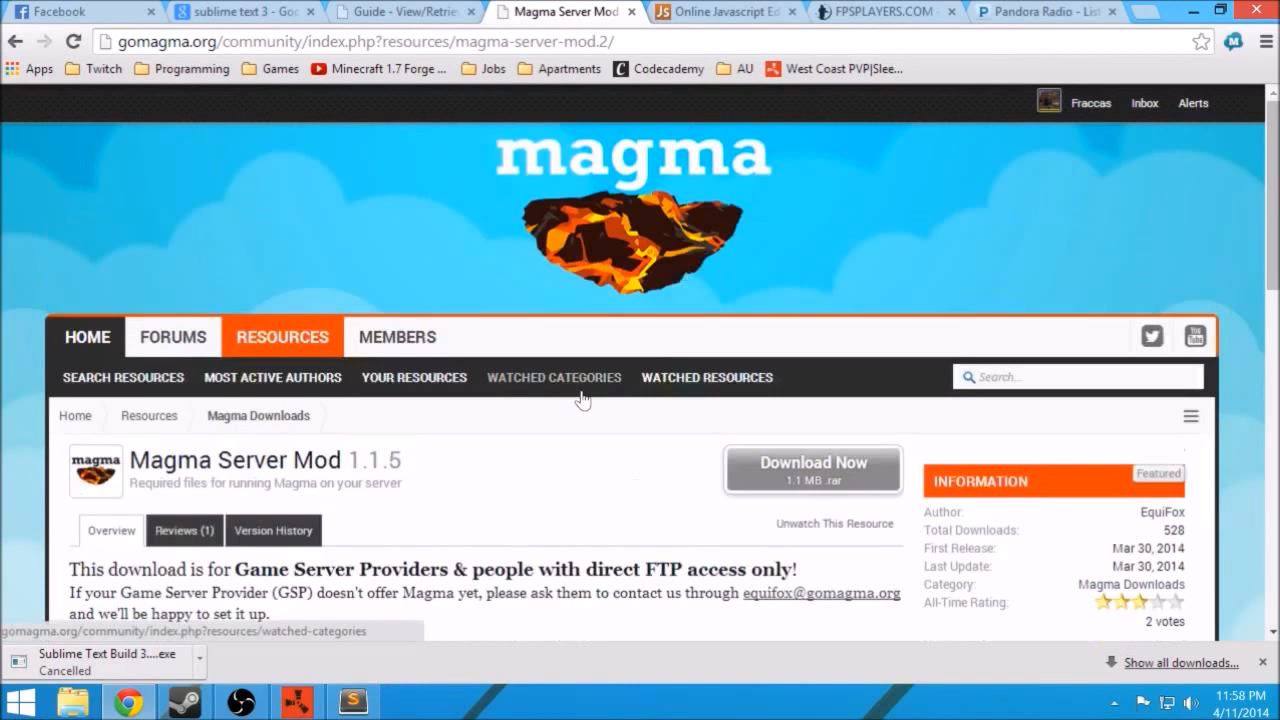 Facebook
sublime text 3 - Goo
Guide - View/Retrie
Magma Server Mod
Online Javascript Ed
FPSPLAYERS.COM -
Pandora Radio - List
gomagma.org/community/index.php?resources/magma-server-mod.2/
Apps Twitch Programming Games Minecraft 1.7 Forge ... Jobs Apartments Codecademy AU West Coast PVP|Slee...
Fraccas Inbox Alerts
magma
HOME FORUMS RESOURCES MEMBERS
You Tube
SEARCH RESOURCES MOST ACTIVE AUTHORS YOUR RESOURCES WATCHED CATEGORIES WATCHED RESOURCES Search...
Home Resources Magma Downloads
magma
Magma Server Mod 1.1.5
Required files for running Magma on your server
Download Now
1.1 MB .rar
Overview Reviews (1) Version History
Unwatch This Resource
This download is for Game Server Providers & people with direct FTP access only!
If your Game Server Provider (GSP) doesn't offer Magma yet, please ask them to contact us through equifox@gomagma.org
and we'll be happy to set it up.
Featured
INFORMATION
Author: EquiFox
Total Downloads: 528
First Release: Mar 30, 2014
Last Update: Mar 30, 2014
Category: Magma Downloads
All-Time Rating:
2 votes
gomagma.org/community/index.php?resources/watched-categories
Sublime Text Build 3....exe
Cancelled
Show all downloads...
11:58 PM
4/11/2014